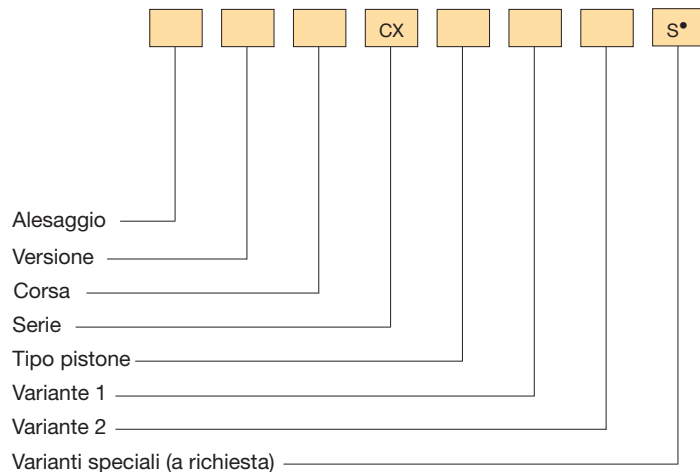 CX S•
Alesaggio
Versione
Corsa
Serie
Tipo pistone
Variante 1
Variante 2
Varianti speciali (a richiesta)